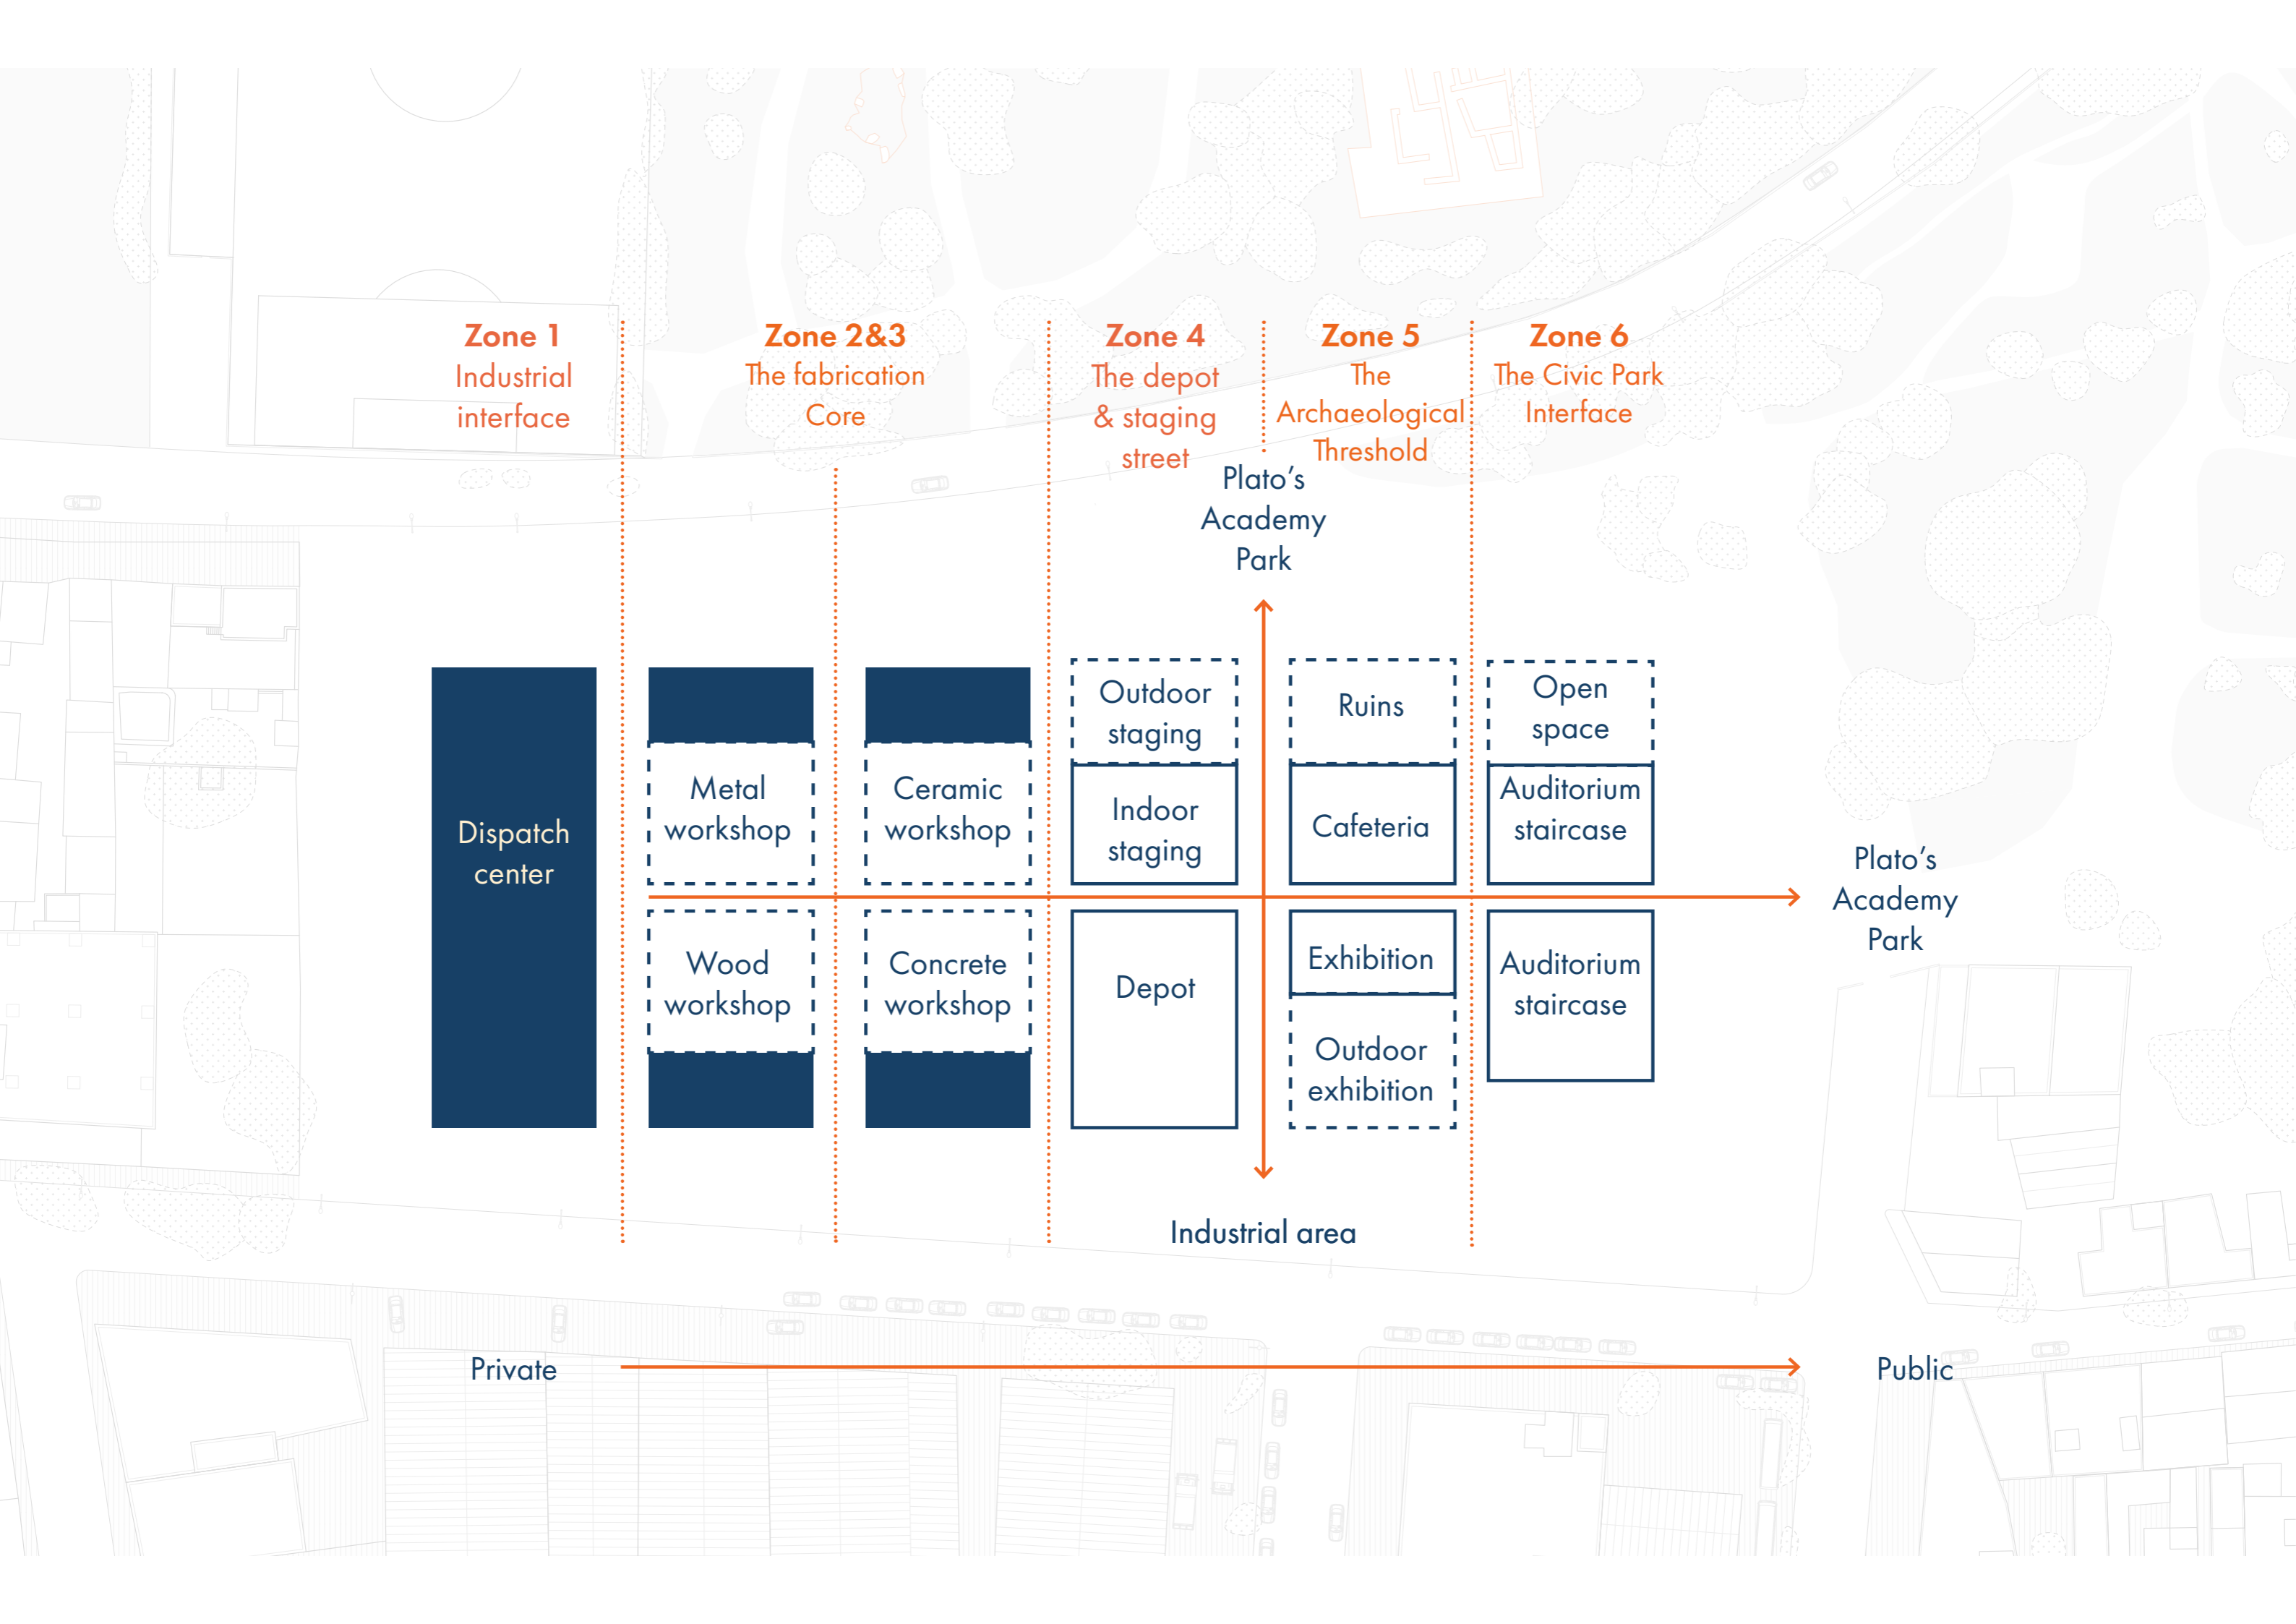 Zone 1
Industrial
interface
Zone 2&3
The fabrication
Core
Zone 4
The depot
& staging
street
Zone 5
The
Archaeological
Threshold
Zone 6
The Civic Park
Interface
Plato’s
Academy
Park
Dispatch
center
Metal
workshop
Ceramic
workshop
Outdoor
staging
Indoor
staging
Ruins
Cafeteria
Open
space
Auditorium
staircase
Plato’s
Academy
Park
Wood
workshop
Concrete
workshop
Depot
Exhibition
Outdoor
exhibition
Auditorium
staircase
Industrial area
Private
Public